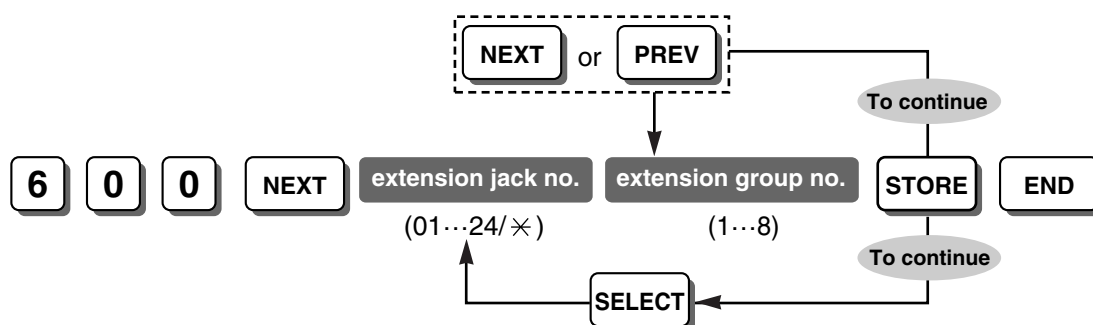 NEXT or PREV
To continue
6 0 0 NEXT extension jack no. extension group no. STORE END
(01⋯24/✳) (1⋯8)
To continue
SELECT